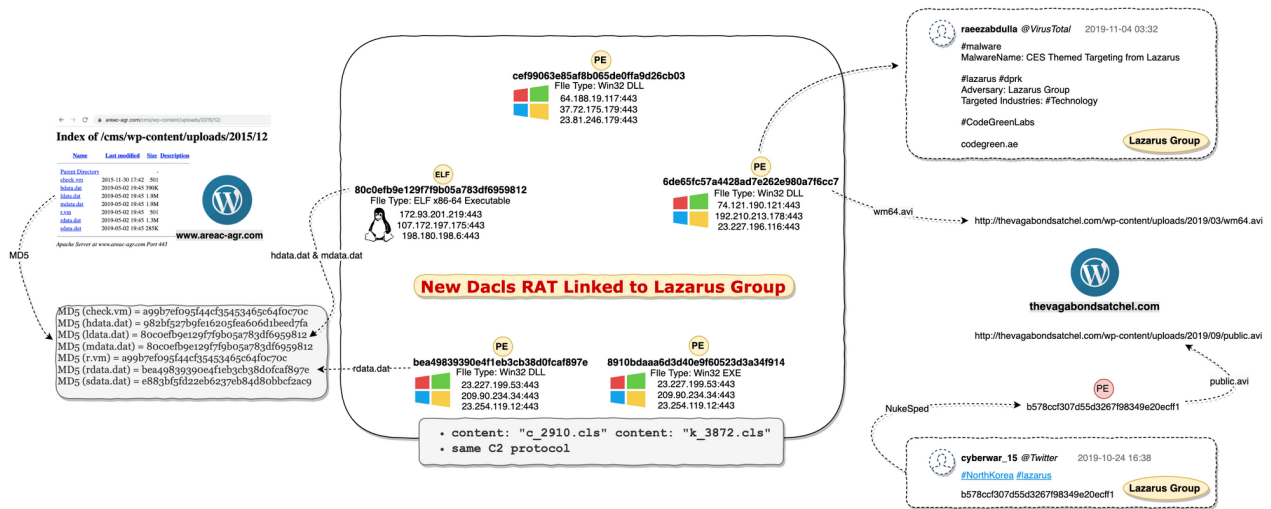 areac-agr.com/cms/wp-content/uploads/2015/12/
Index of /cms/wp-content/uploads/2015/12
Name Last modified Size Description
Parent Directory -
check.vm 2015-11-30 17:42 501
hdata.dat 2019-05-02 19:45 390K
ldata.dat 2019-05-02 19:45 1.9M
mdata.dat 2019-05-02 19:45 1.9M
r.vm 2019-05-02 19:45 501
rdata.dat 2019-05-02 19:45 1.3M
sdata.dat 2019-05-02 19:45 285K
Apache Server at www.areac-agr.com Port 443
www.areac-agr.com
MD5
MD5 (check.vm) = a99b7ef095f44cf35453465c64f0c70c
MD5 (hdata.dat) = 982bf527b9fe16205fea606d1beed7fa
MD5 (ldata.dat) = 80c0efb9e129f7f9b05a783df6959812
MD5 (mdata.dat) = 80c0efb9e129f7f9b05a783df6959812
MD5 (r.vm) = a99b7ef095f44cf35453465c64f0c70c
MD5 (rdata.dat) = bea49839390e4f1eb3cb38d0fcaf897e
MD5 (sdata.dat) = e883bf5fd22eb6237eb84d80bbcf2ac9
hdata.dat & mdata.dat
rdata.dat
PE
cef99063e85af8b065de0ffa9d26cb03
File Type: Win32 DLL
64.188.19.117:443
37.72.175.179:443
23.81.246.179:443
ELF
80c0efb9e129f7f9b05a783df6959812
File Type: ELF x86-64 Executable
172.93.201.219:443
107.172.197.175:443
198.180.198.6:443
PE
6de65fc57a4428ad7e262e980a7f6cc7
File Type: Win32 DLL
74.121.190.121:443
192.210.213.178:443
23.227.196.116:443
New Dacls RAT Linked to Lazarus Group
PE
bea49839390e4f1eb3cb38d0fcaf897e
File Type: Win32 DLL
23.227.199.53:443
209.90.234.34:443
23.254.119.12:443
PE
8910bdaaa6d3d40e9f60523d3a34f914
File Type: Win32 EXE
23.227.199.53:443
209.90.234.34:443
23.254.119.12:443
• content: "c_2910.cls" content: "k_3872.cls"
• same C2 protocol
raeezabdulla @VirusTotal 2019-11-04 03:32
#malware
MalwareName: CES Themed Targeting from Lazarus
#lazarus #dprk
Adversary: Lazarus Group
Targeted Industries: #Technology
#CodeGreenLabs
codegreen.ae
Lazarus Group
wm64.avi
http://thevagabondsatchel.com/wp-content/uploads/2019/03/wm64.avi
thevagabondsatchel.com
http://thevagabondsatchel.com/wp-content/uploads/2019/09/public.avi
public.avi
PE
b578ccf307d55d3267f98349e20ecff1
NukeSped
cyberwar_15 @Twitter 2019-10-24 16:38
#NorthKorea #lazarus
b578ccf307d55d3267f98349e20ecff1
Lazarus Group